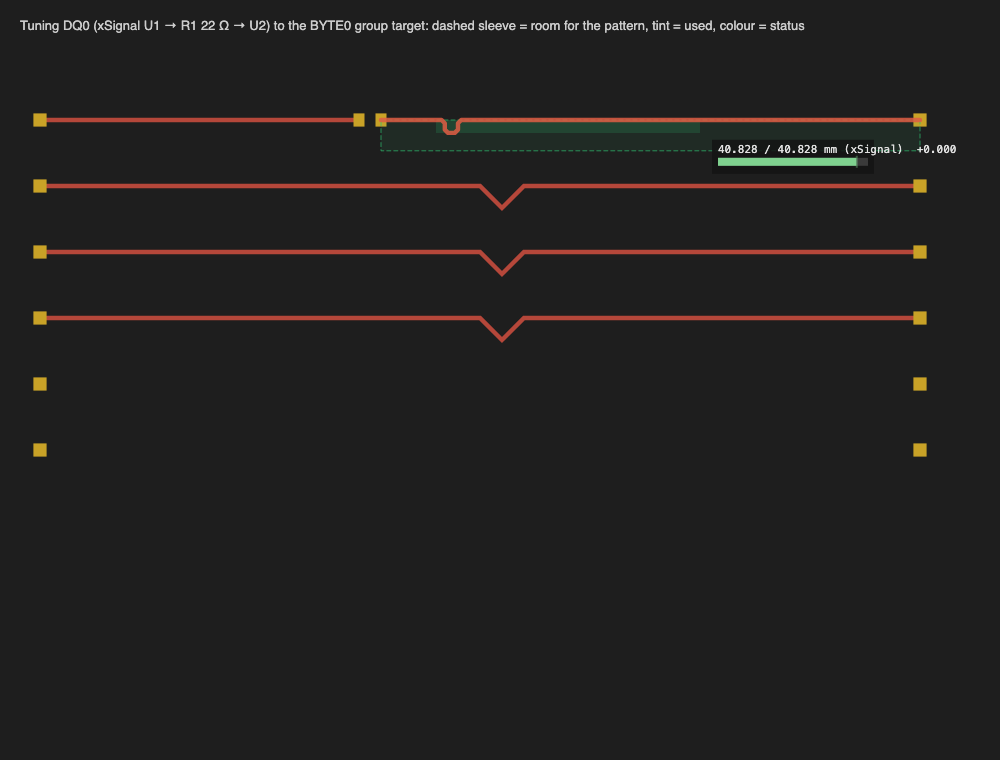 Tuning DQ0 (xSignal U1 → R1 22 Ω → U2) to the BYTE0 group target: dashed sleeve = room for the pattern, tint = used, colour = status
40.828 / 40.828 mm (xSignal) +0.000